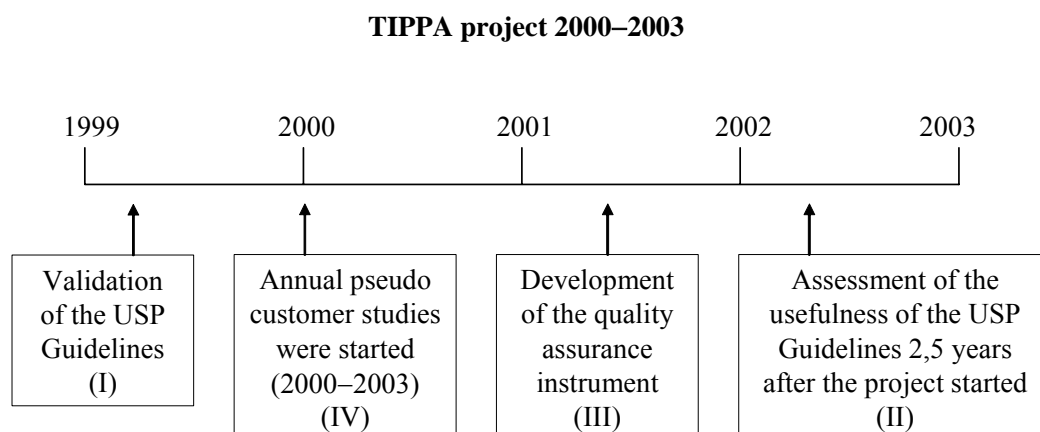 TIPPA project 2000–2003
1999 2000 2001 2002 2003
Validation
of the USP
Guidelines
(I)
Annual pseudo
customer studies
were started
(2000–2003)
(IV)
Development
of the quality
assurance
instrument
(III)
Assessment of the
usefulness of the USP
Guidelines 2,5 years
after the project started
(II)